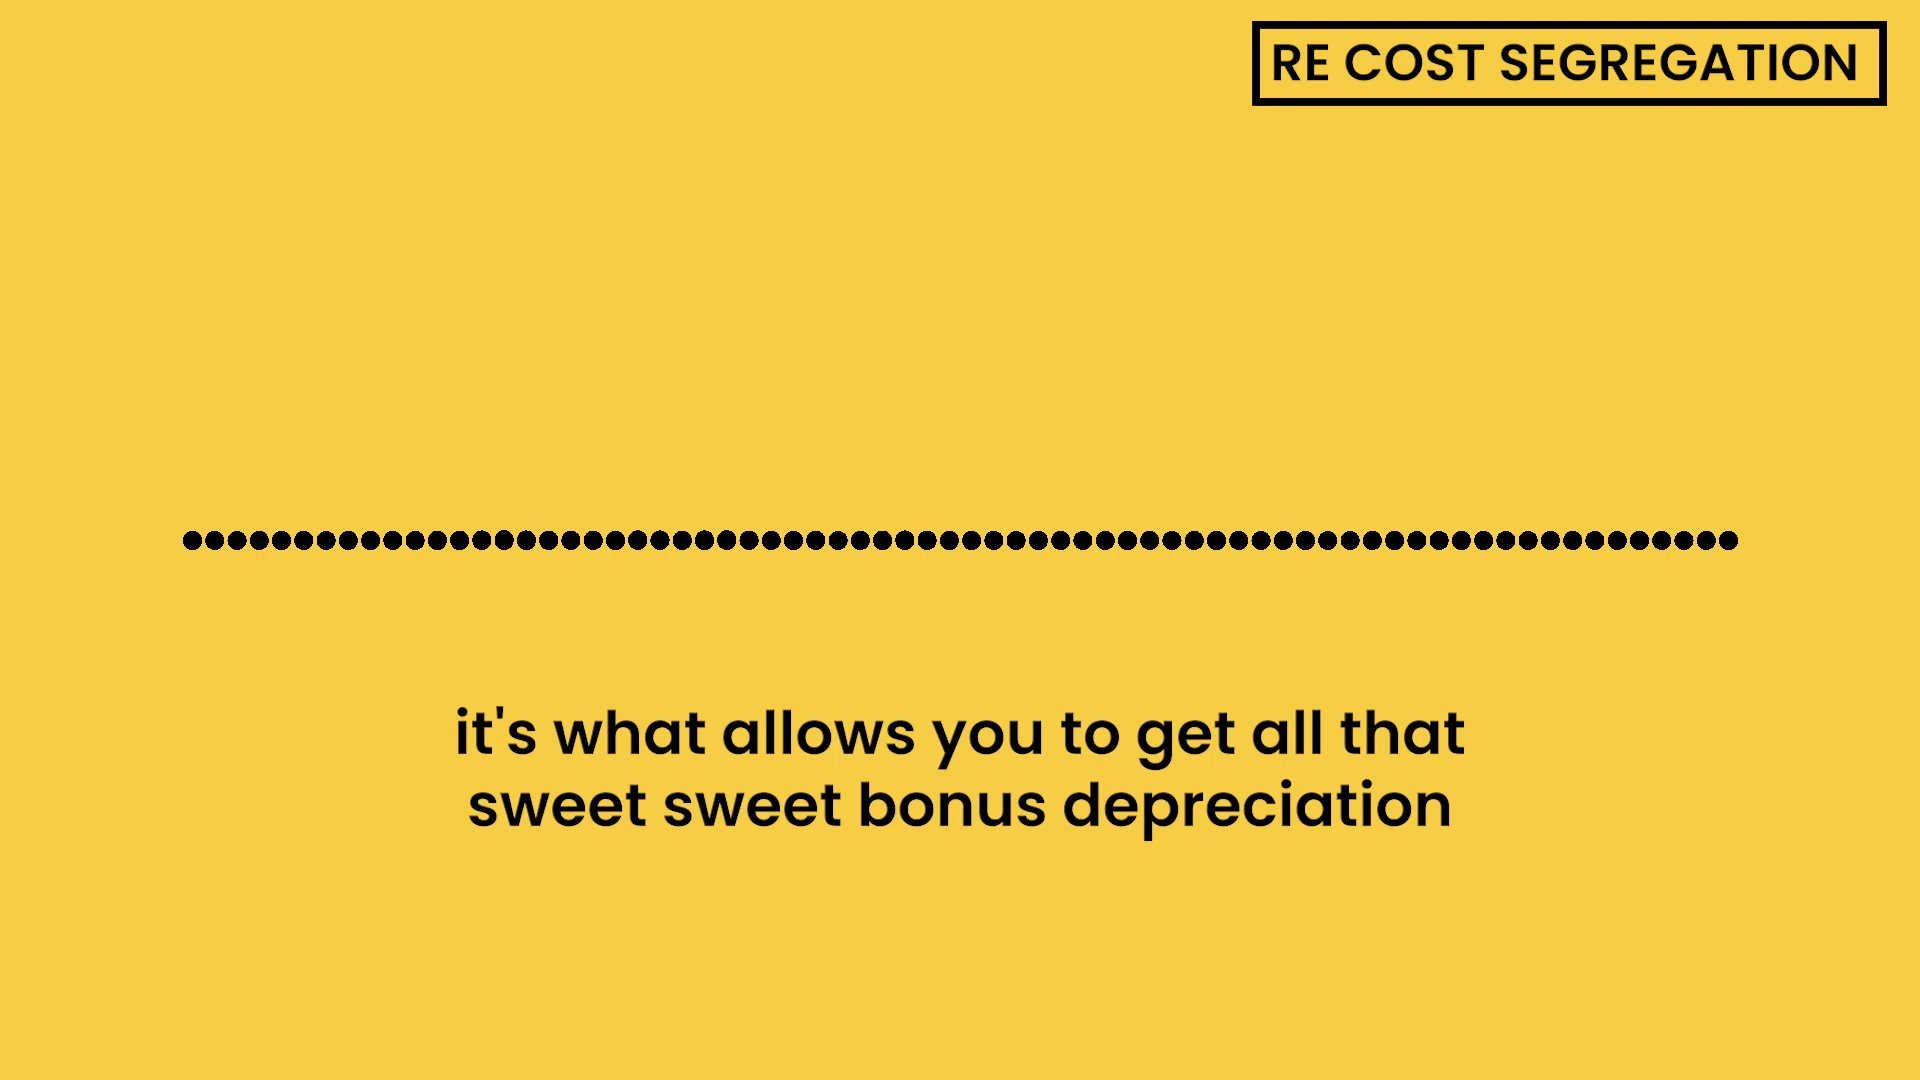 RE COST SEGREGATION
it's what allows you to get all that
sweet sweet bonus depreciation